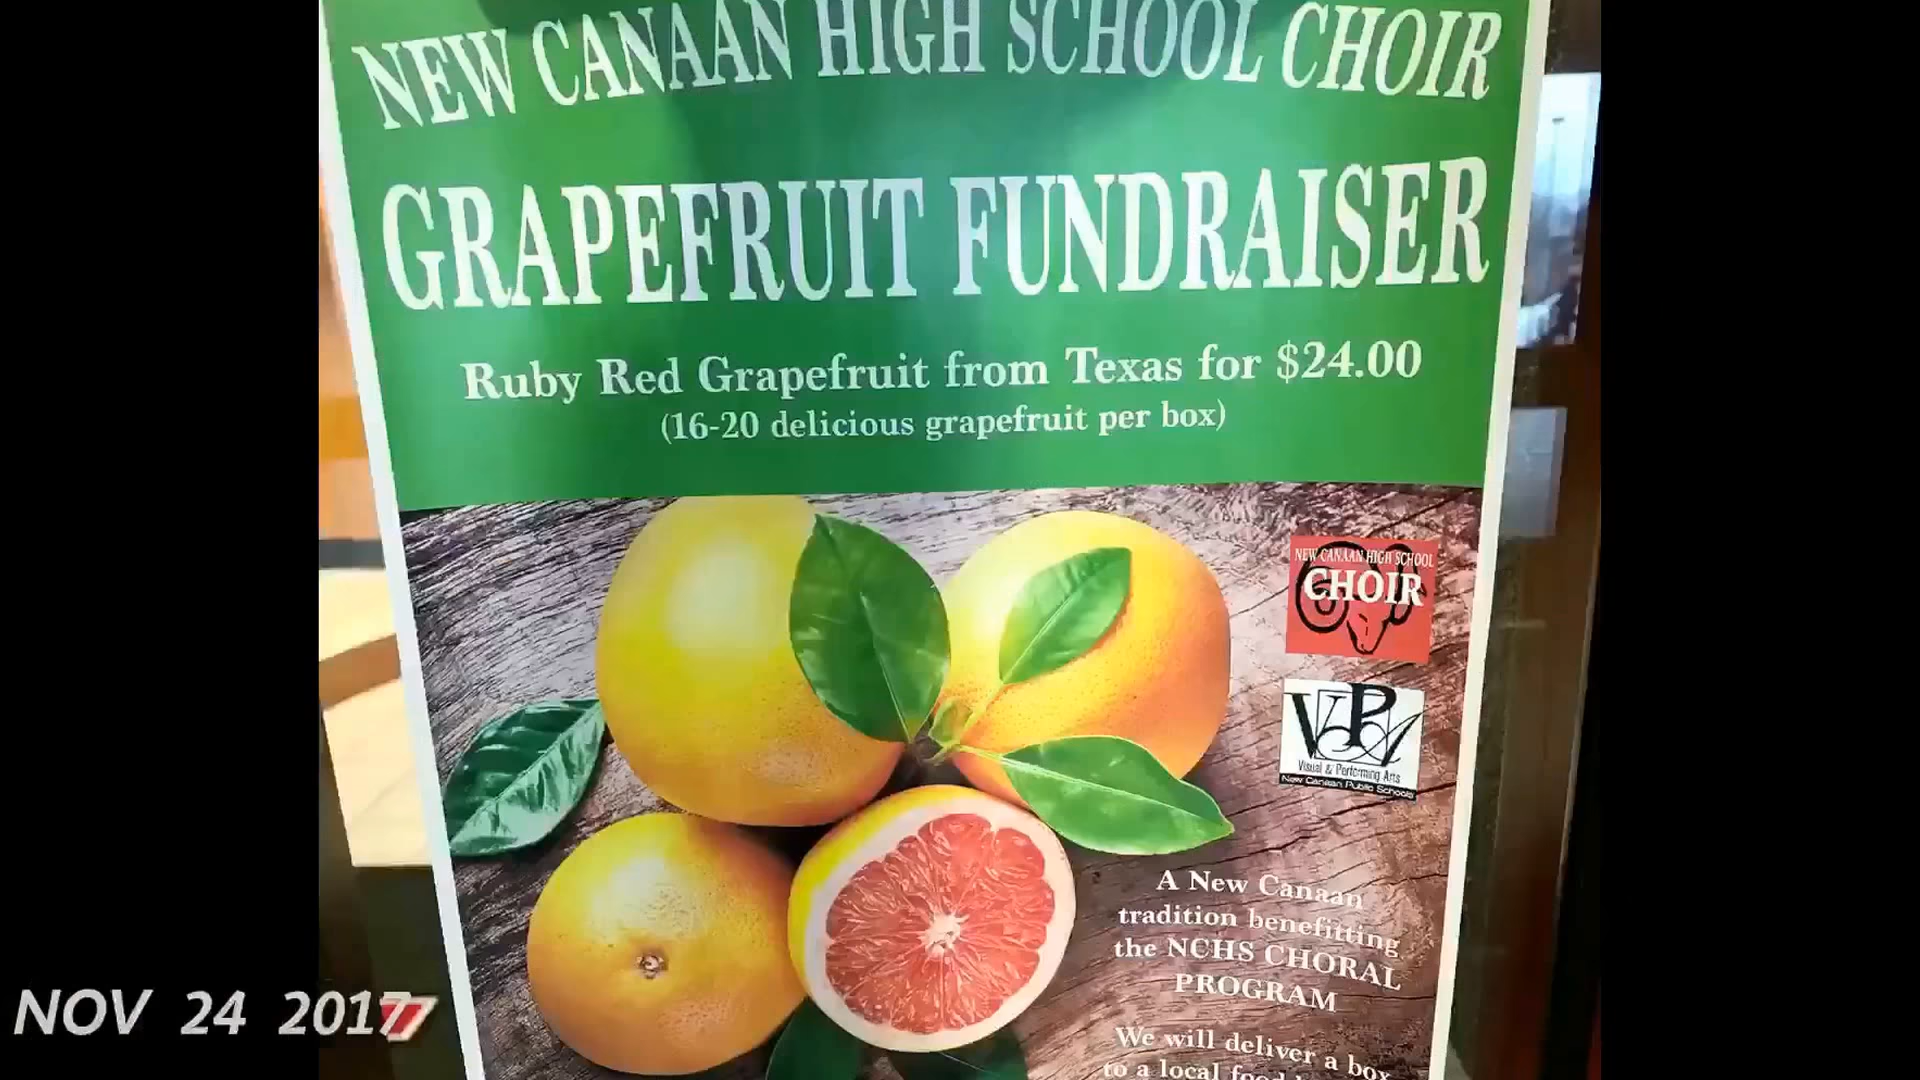 NEW CANAAN HIGH SCHOOL CHOIR
GRAPEFRUIT FUNDRAISER
Ruby Red Grapefruit from Texas for $24.00
(16-20 delicious grapefruit per box)
NEW CANAAN HIGH SCHOOL
CHOIR
VPA
Visual & Performing Arts
New Canaan Public Schools
A New Canaan
tradition benefitting
the NCHS CHORAL
PROGRAM
We will deliver a box
to a local food
NOV 24 2017